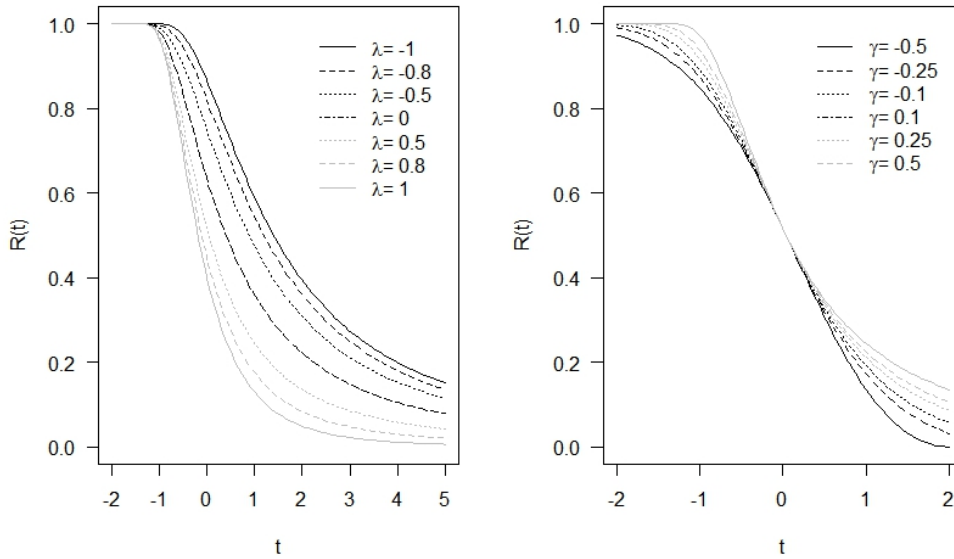 R(t)
1.0
0.8
0.6
0.4
0.2
0.0
λ= -1
λ= -0.8
λ= -0.5
λ= 0
λ= 0.5
λ= 0.8
λ= 1
-2 -1 0 1 2 3 4 5
t
R(t)
1.0
0.8
0.6
0.4
0.2
0.0
γ= -0.5
γ= -0.25
γ= -0.1
γ= 0.1
γ= 0.25
γ= 0.5
-2 -1 0 1 2
t